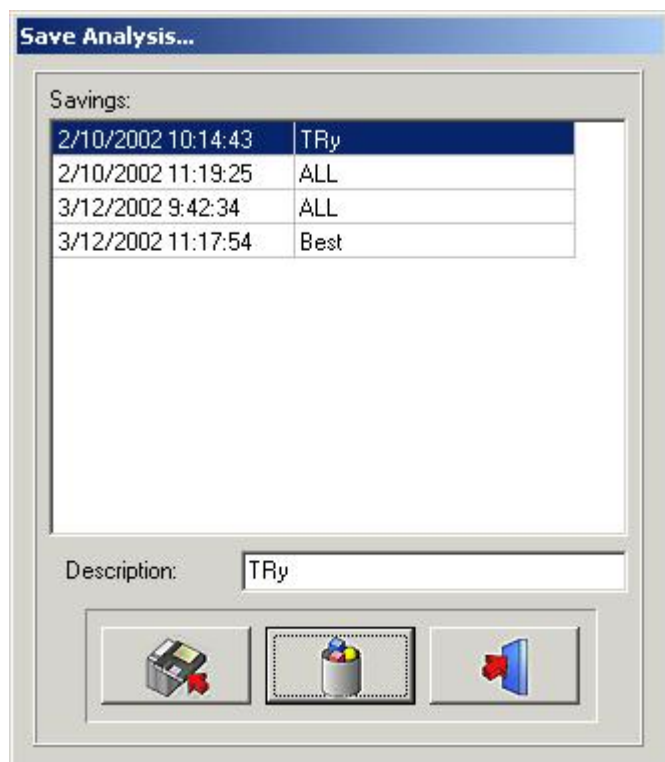 Save Analysis...
Savings:
2/10/2002 10:14:43 TRy
2/10/2002 11:19:25 ALL
3/12/2002 9:42:34 ALL
3/12/2002 11:17:54 Best
Description: TRy